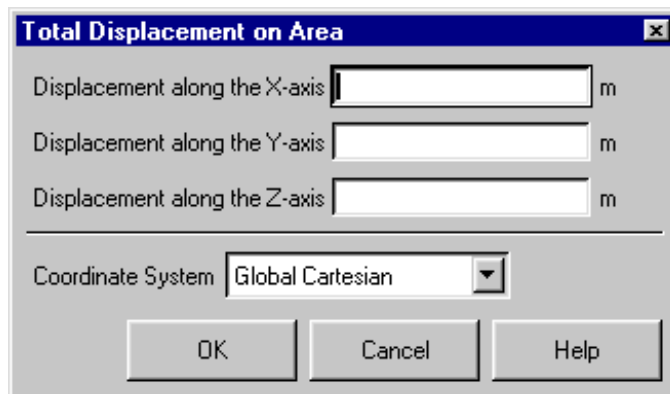 Total Displacement on Area
Displacement along the X-axis m
Displacement along the Y-axis m
Displacement along the Z-axis m
Coordinate System Global Cartesian
OK Cancel Help